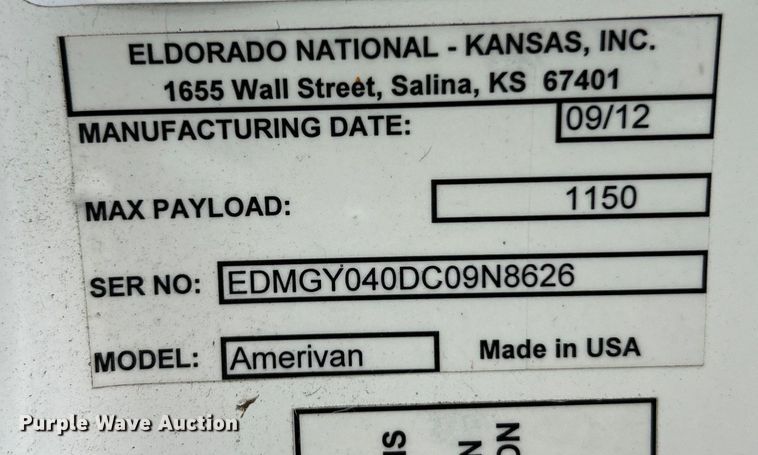 ELDORADO NATIONAL - KANSAS, INC.
1655 Wall Street, Salina, KS 67401
MANUFACTURING DATE: 09/12
MAX PAYLOAD: 1150
SER NO: EDMGY040DC09N8626
MODEL: Amerivan Made in USA
Purple Wave Auction